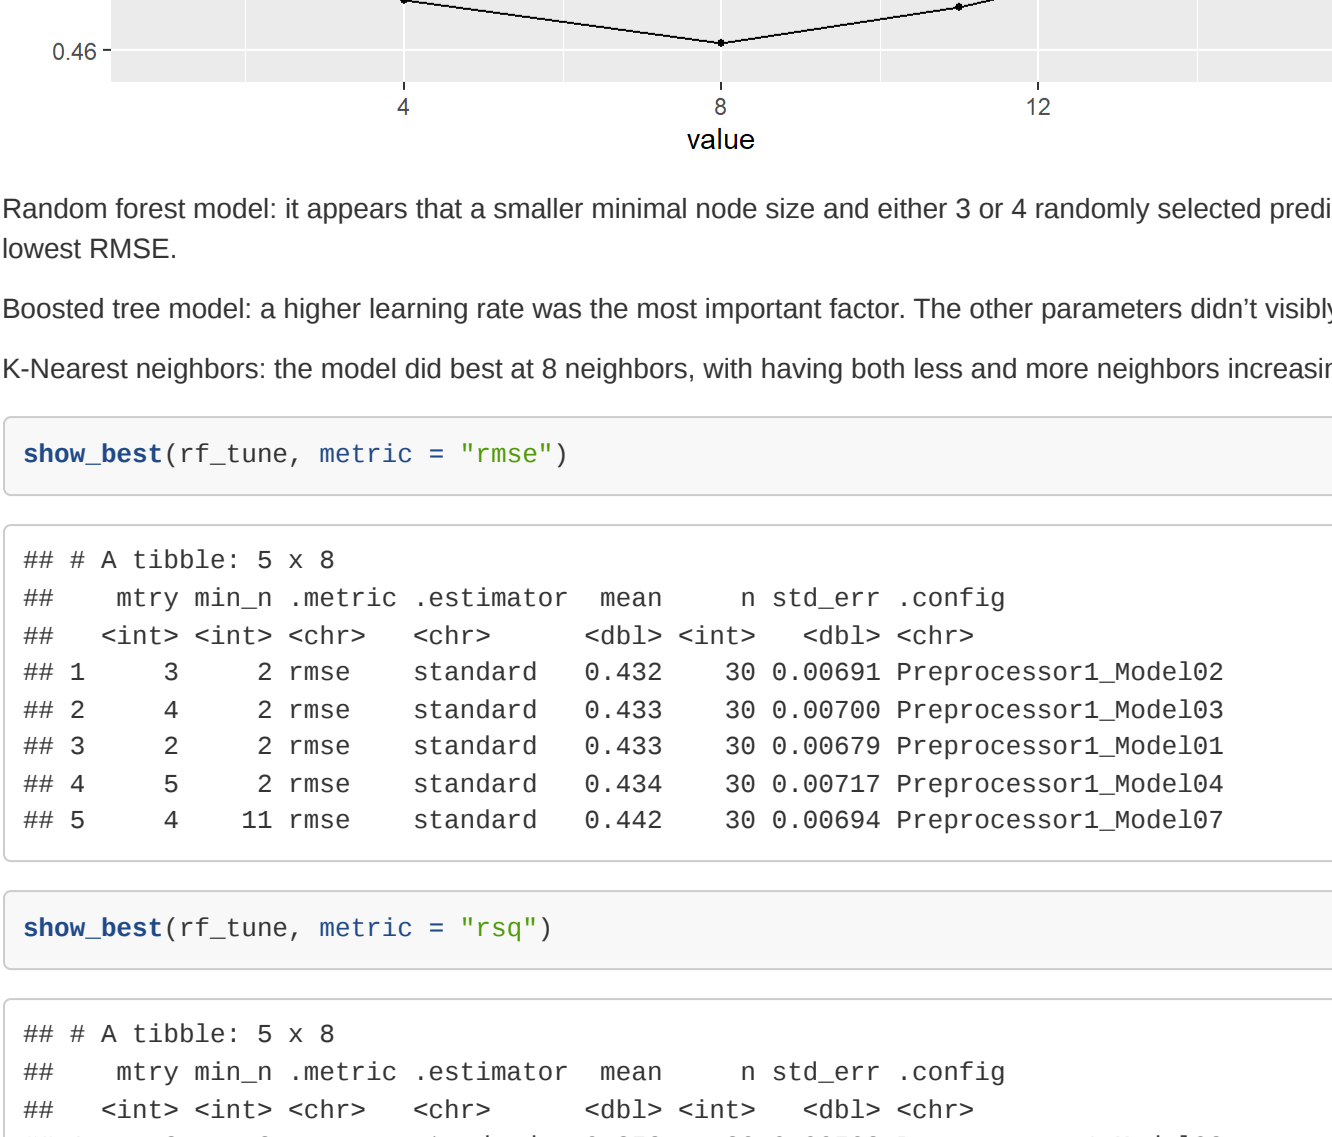 0.46
4 8 12
value
Random forest model: it appears that a smaller minimal node size and either 3 or 4 randomly selected
lowest RMSE.
Boosted tree model: a higher learning rate was the most important factor. The other parameters didn’t visibly
K-Nearest neighbors: the model did best at 8 neighbors, with having both less and more neighbors
show_best(rf_tune, metric = "rmse")
## # A tibble: 5 x 8
##    mtry min_n .metric .estimator  mean     n std_err .config
##   <int> <int> <chr>   <chr>      <dbl> <int>   <dbl> <chr>
## 1     3     2 rmse    standard   0.432    30 0.00691 Preprocessor1_Model02
## 2     4     2 rmse    standard   0.433    30 0.00700 Preprocessor1_Model03
## 3     2     2 rmse    standard   0.433    30 0.00679 Preprocessor1_Model01
## 4     5     2 rmse    standard   0.434    30 0.00717 Preprocessor1_Model04
## 5     4    11 rmse    standard   0.442    30 0.00694 Preprocessor1_Model07
show_best(rf_tune, metric = "rsq")
## # A tibble: 5 x 8
##    mtry min_n .metric .estimator  mean     n std_err .config
##   <int> <int> <chr>   <chr>      <dbl> <int>   <dbl> <chr>